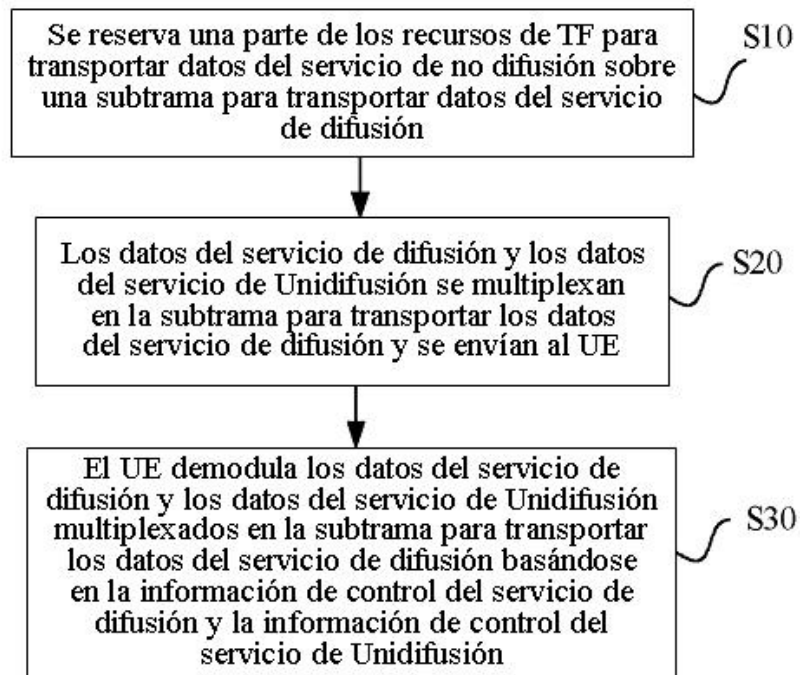 Se reserva una parte de los recursos de TF para
transportar datos del servicio de no difusión sobre
una subtrama para transportar datos del servicio
de difusión
S10
Los datos del servicio de difusión y los datos
del servicio de Unidifusión se multiplexan
en la subtrama para transportar los datos
del servicio de difusión y se envían al UE
S20
El UE demodula los datos del servicio de
difusión y los datos del servicio de Unidifusión
multiplexados en la subtrama para transportar
los datos del servicio de difusión basándose
en la información de control del servicio de
difusión y la información de control del
servicio de Unidifusión
S30